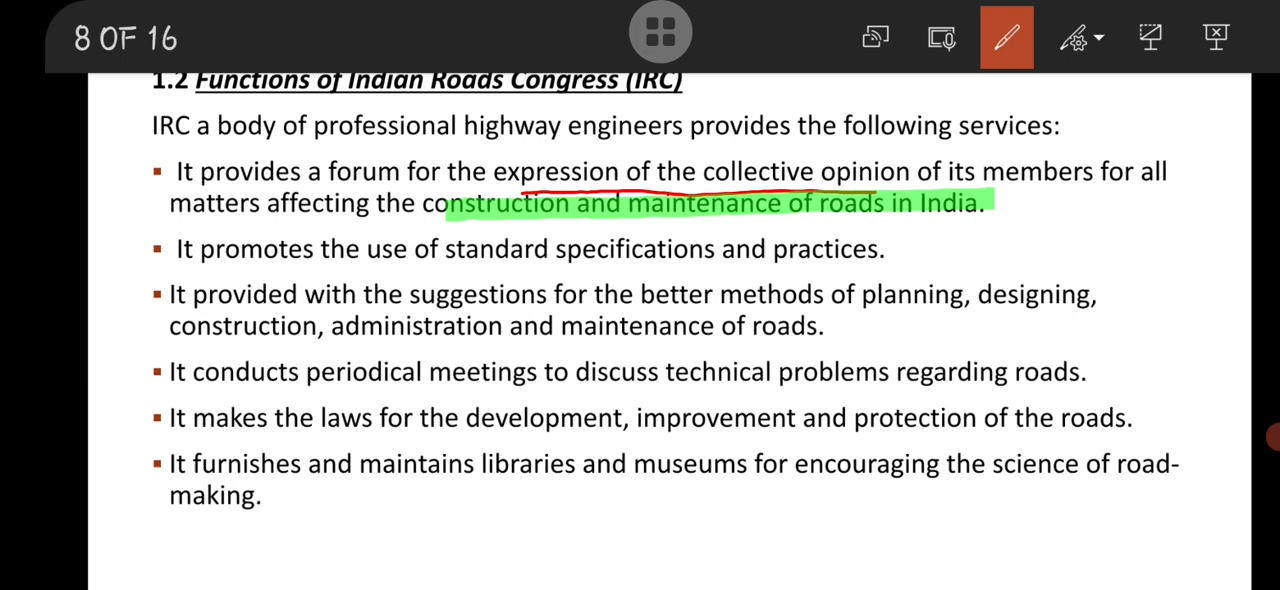 8 OF 16
1.2 Functions of Indian Roads Congress (IRC)
IRC a body of professional highway engineers provides the following services:
▪ It provides a forum for the expression of the collective opinion of its members for all
matters affecting the construction and maintenance of roads in India.
▪ It promotes the use of standard specifications and practices.
▪ It provided with the suggestions for the better methods of planning, designing,
construction, administration and maintenance of roads.
▪ It conducts periodical meetings to discuss technical problems regarding roads.
▪ It makes the laws for the development, improvement and protection of the roads.
▪ It furnishes and maintains libraries and museums for encouraging the science of road-
making.